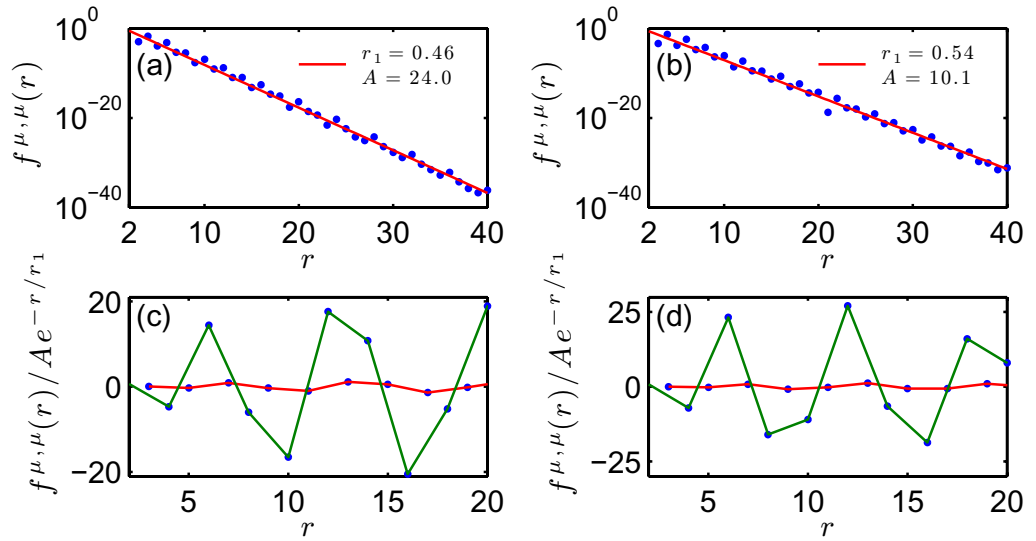 f^{μ,μ}(r)
10^0
10^{−20}
10^{−40}
(a)
r_1 = 0.46
A = 24.0
2 10 20 30 40
r
f^{μ,μ}(r)
10^0
10^{−20}
10^{−40}
(b)
r_1 = 0.54
A = 10.1
2 10 20 30 40
r
f^{μ,μ}(r)/Ae^{−r/r_1}
20
0
−20
(c)
5 10 15 20
r
f^{μ,μ}(r)/Ae^{−r/r_1}
25
0
−25
(d)
5 10 15 20
r